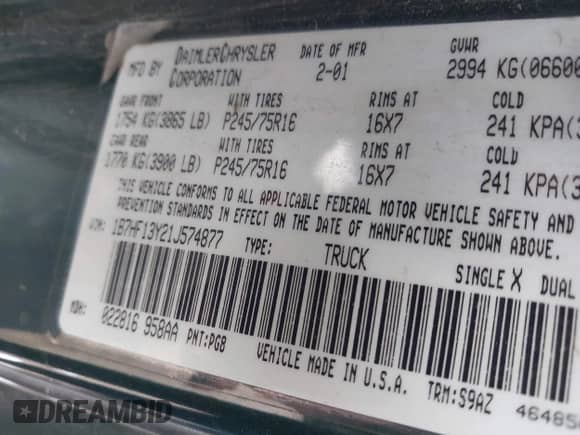 MFD BY DAIMLERCHRYSLER CORPORATION DATE OF MFR 2-01 GVWR 2994 KG(06600
GAWR FRONT WITH TIRES RIMS AT COLD
1754 KG(3865 LB) P245/75R16 16X7 241 KPA(3
GAWR REAR WITH TIRES RIMS AT COLD
1770 KG(3900 LB) P245/75R16 16X7 241 KPA(
THIS VEHICLE CONFORMS TO ALL APPLICABLE FEDERAL MOTOR VEHICLE SAFETY AND
PREVENTION STANDARDS IN EFFECT ON THE DATE OF MANUFACTURE SHOWN ABOVE.
VIN: 1B7HF13Y21J574877 TYPE: TRUCK SINGLE X DUAL
MDH: 022816 958AA PNT:PG8 VEHICLE MADE IN U.S.A. TRM:S9AZ 4648
DREAMBID